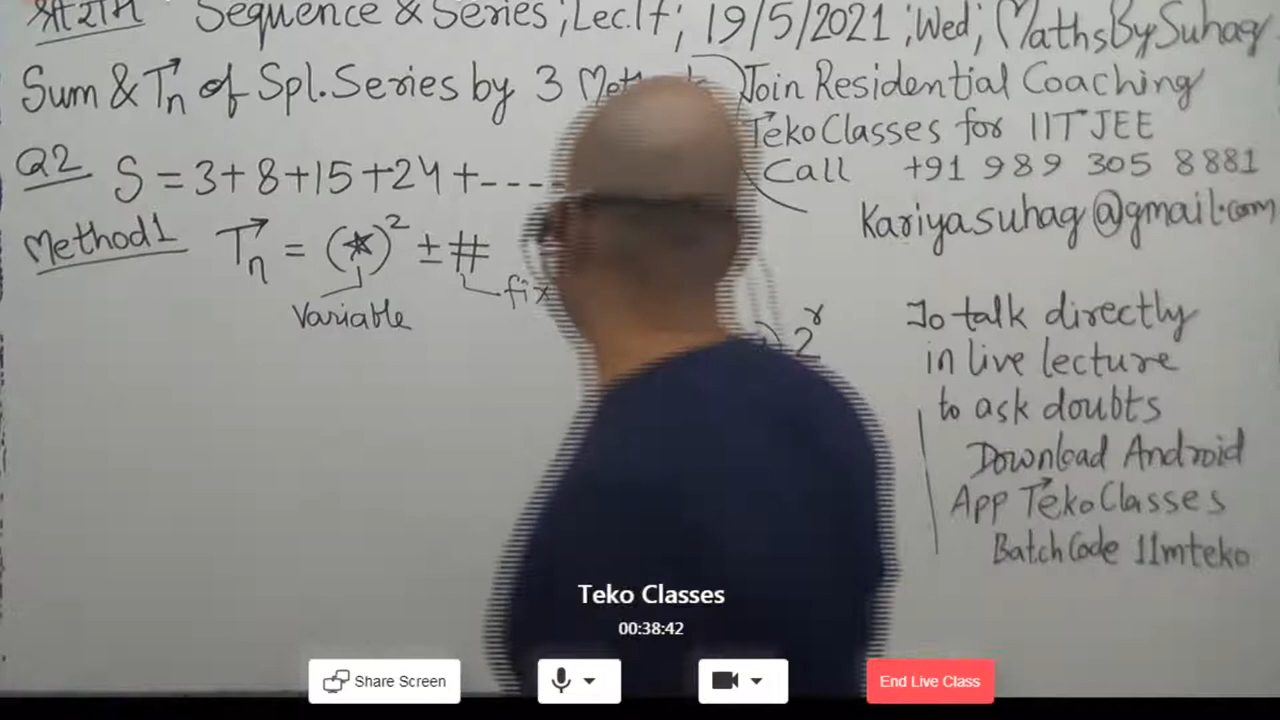 श्री राम Sequence & Series ; Lec.17 ; 19/5/2021 ; Wed ; MathsBySuhag
Sum & Tn of Spl. Series by 3
Join Residential Coaching
TekoClasses for IIT JEE
Call +91 989 305 8881
Kariyasuhag@gmail.com
Q2 S = 3 + 8 + 15 + 24 + - - - -
Method1 Tn = (★)² ± #
Variable
fix
2^r
To talk directly
in live lecture
to ask doubts
Download Android
App TekoClasses
BatchCode 11mteko
Teko Classes
00:38:42
Share Screen
End Live Class